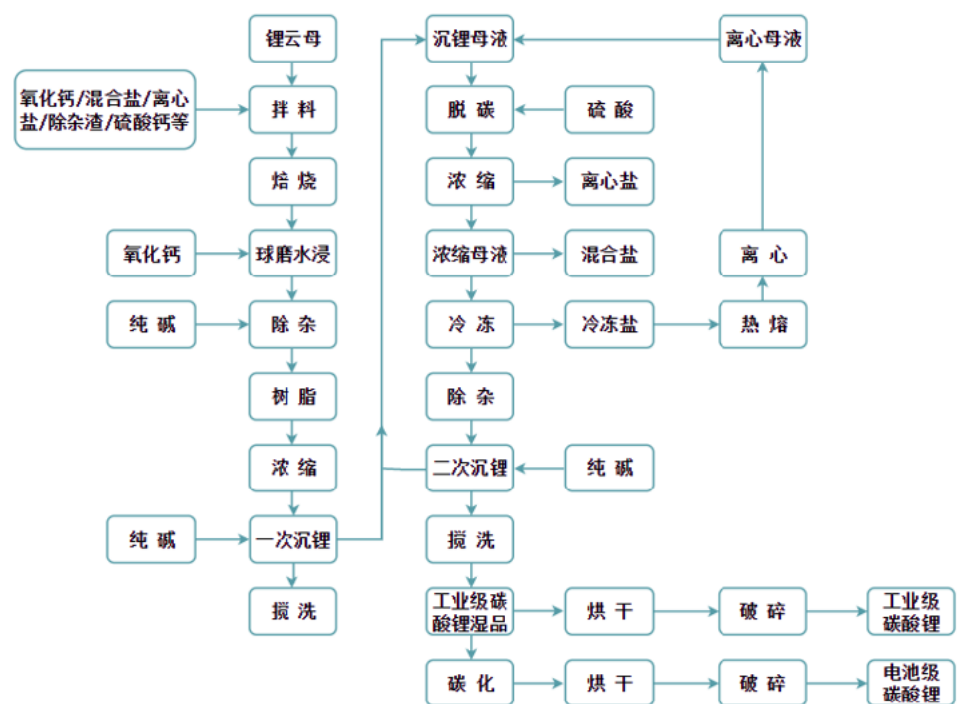 锂云母
沉锂母液
离心母液
氧化钙/混合盐/离心
盐/除杂渣/硫酸钙等
拌料
脱碳
硫酸
焙烧
浓缩
离心盐
氧化钙
球磨水浸
浓缩母液
混合盐
离心
纯碱
除杂
冷冻
冷冻盐
热熔
树脂
除杂
浓缩
二次沉锂
纯碱
纯碱
一次沉锂
搅洗
搅洗
工业级碳
酸锂湿品
烘干
破碎
工业级
碳酸锂
碳化
烘干
破碎
电池级
碳酸锂